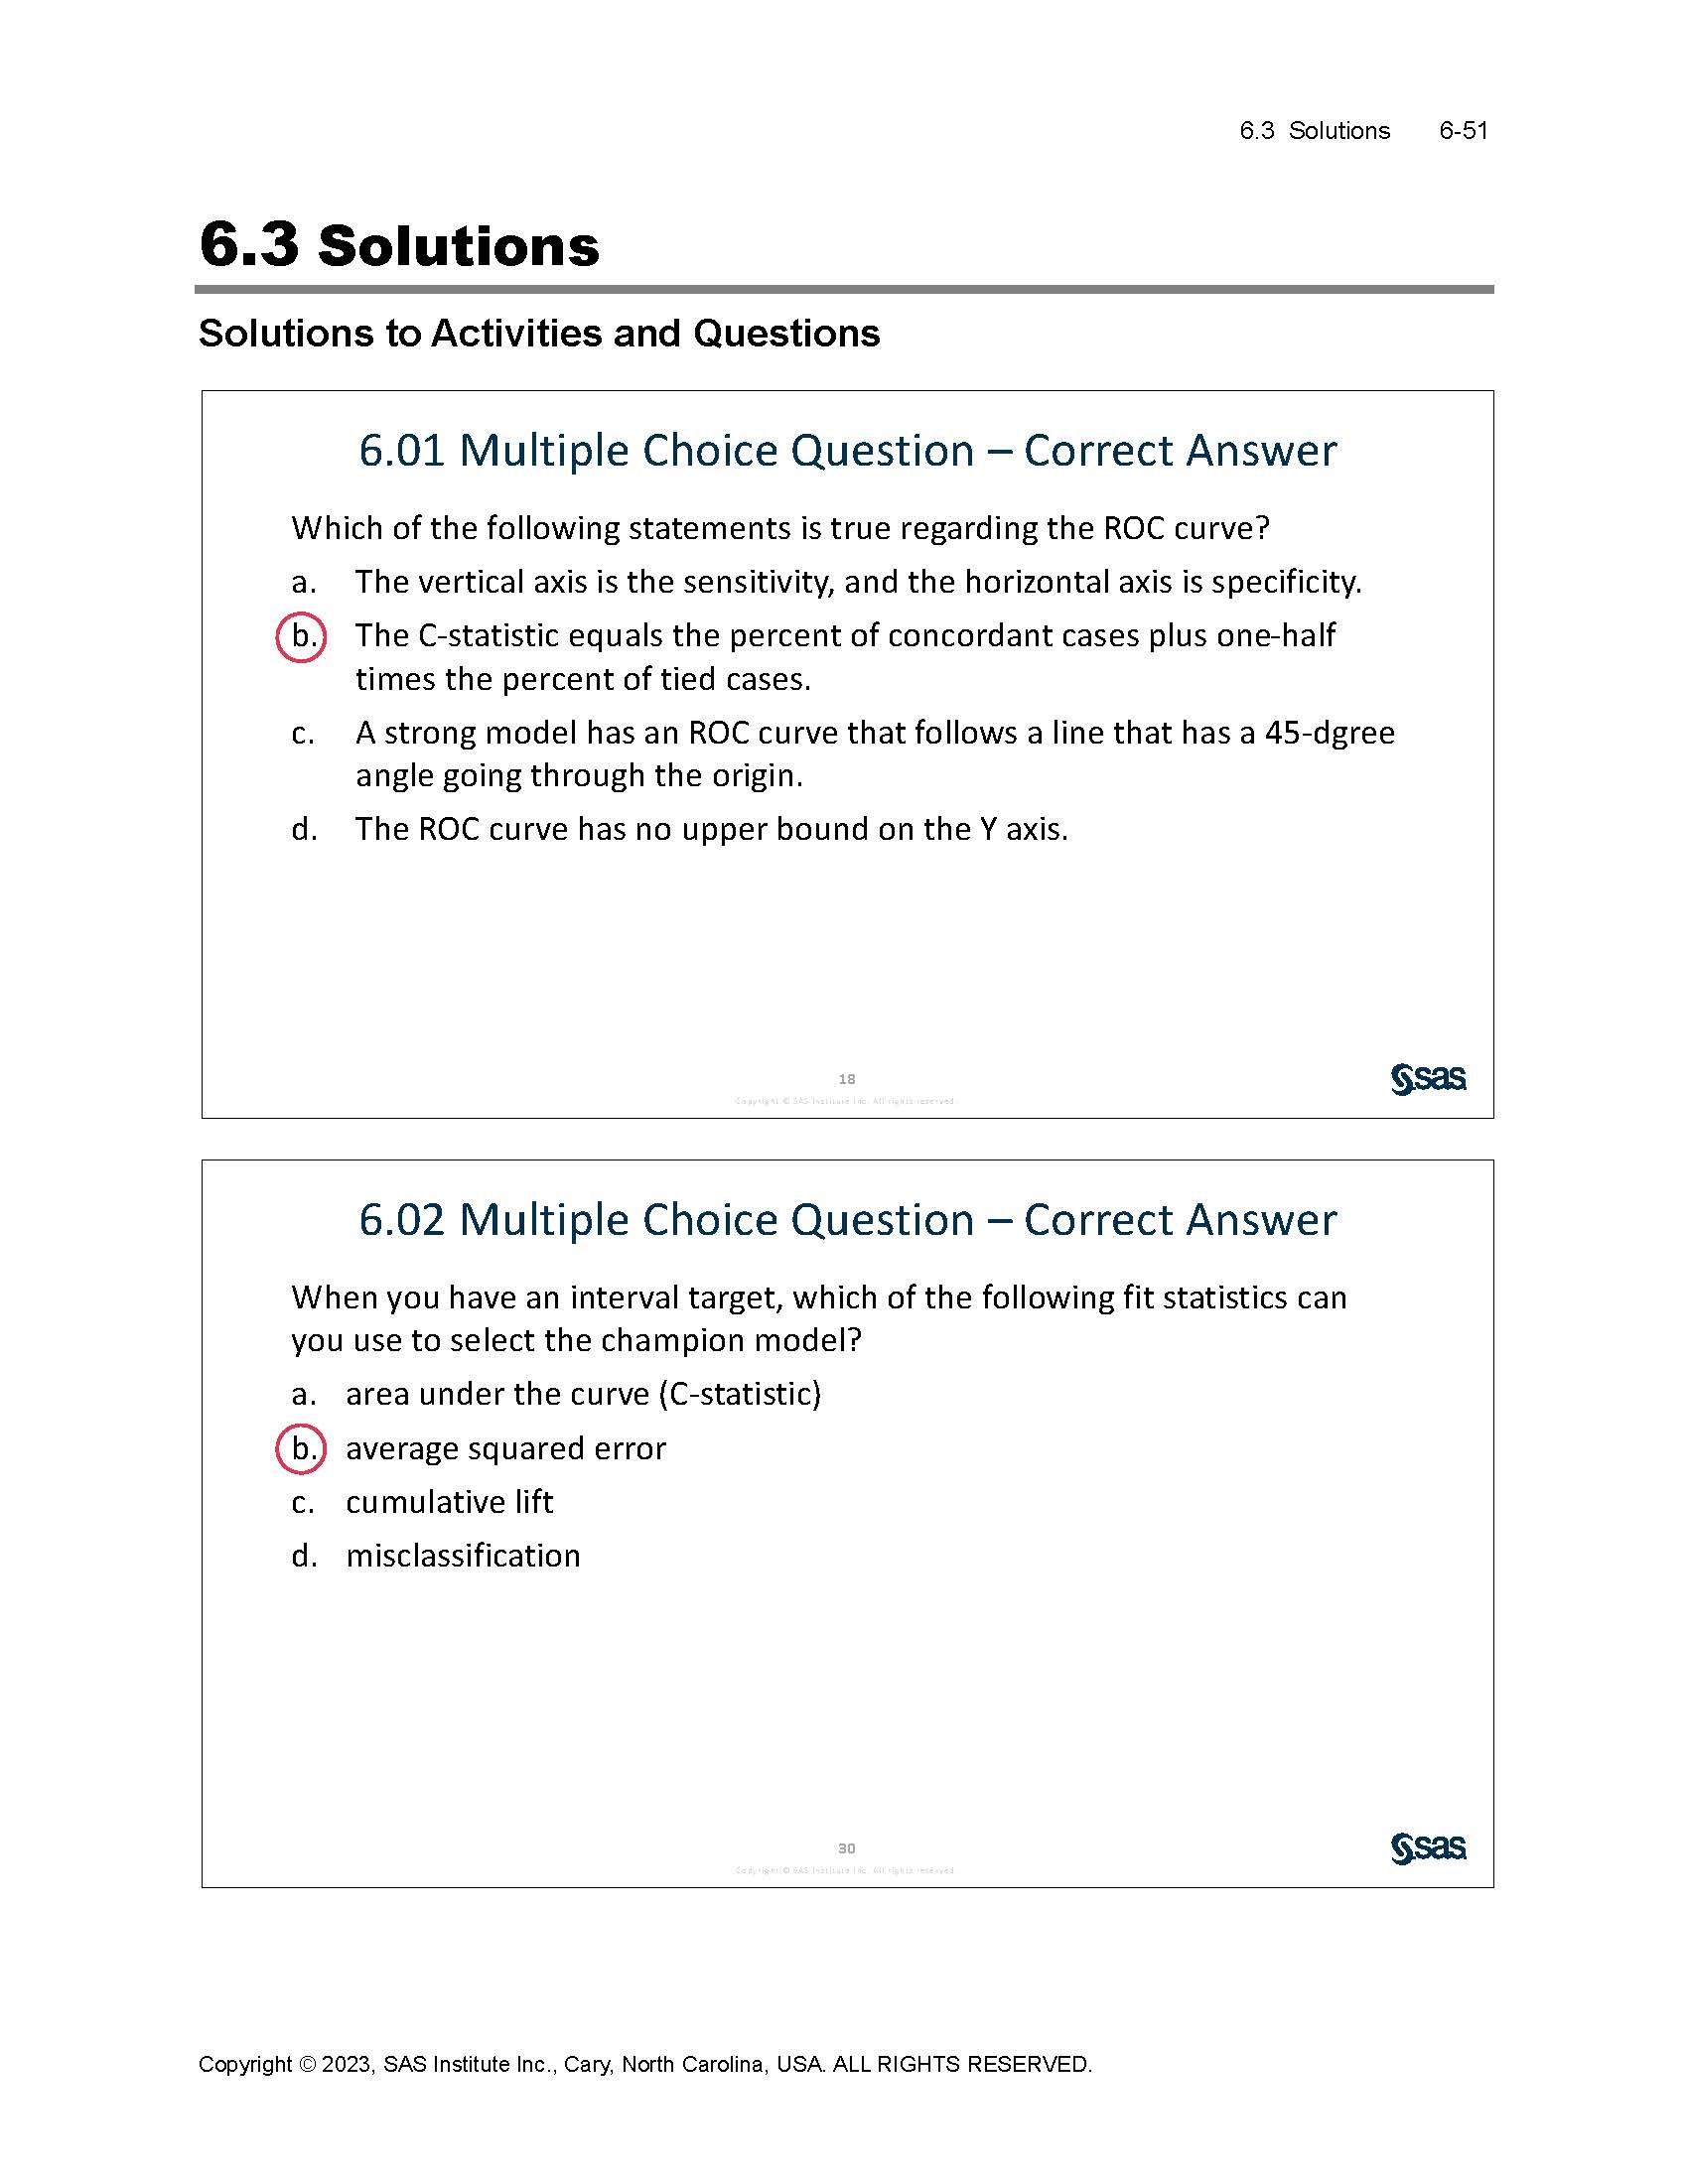 6.3 Solutions 6-51
6.3 Solutions
Solutions to Activities and Questions
6.01 Multiple Choice Question – Correct Answer
Which of the following statements is true regarding the ROC curve?
a. The vertical axis is the sensitivity, and the horizontal axis is specificity.
b. The C-statistic equals the percent of concordant cases plus one-half
times the percent of tied cases.
c. A strong model has an ROC curve that follows a line that has a 45-dgree
angle going through the origin.
d. The ROC curve has no upper bound on the Y axis.
18
Copyright © SAS Institute Inc. All rights reserved
sas
6.02 Multiple Choice Question – Correct Answer
When you have an interval target, which of the following fit statistics can
you use to select the champion model?
a. area under the curve (C-statistic)
b. average squared error
c. cumulative lift
d. misclassification
30
Copyright © SAS Institute Inc. All rights reserved
sas
Copyright © 2023, SAS Institute Inc., Cary, North Carolina, USA. ALL RIGHTS RESERVED.